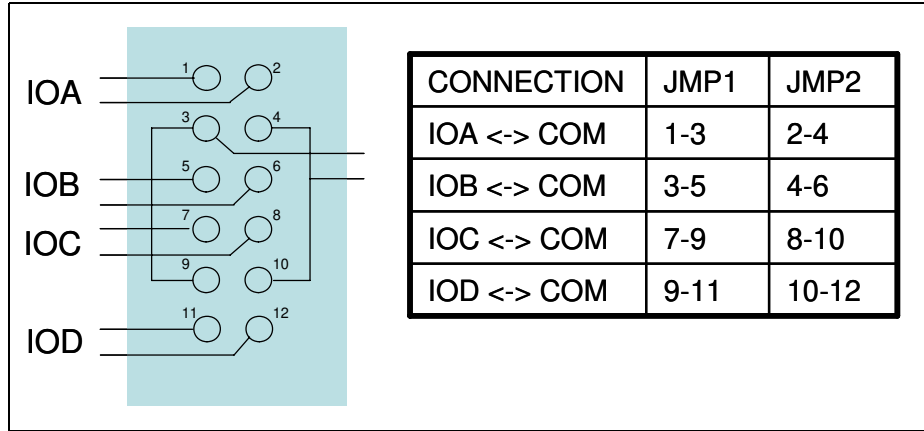 IOA
1 2
3 4
IOB
5 6
IOC
7 8
9 10
IOD
11 12
CONNECTION JMP1 JMP2
IOA <-> COM 1-3 2-4
IOB <-> COM 3-5 4-6
IOC <-> COM 7-9 8-10
IOD <-> COM 9-11 10-12